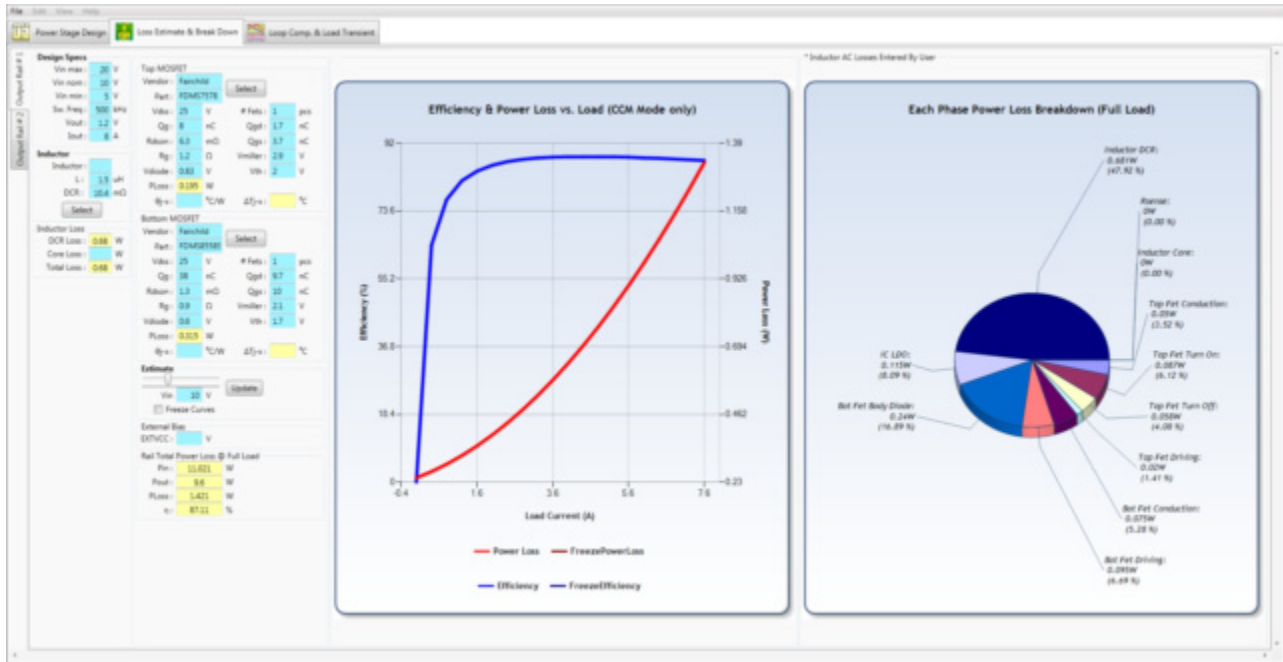 File Edit View Help
Power Stage Design
Loss Estimate & Break Down
Loop Comp. & Load Transient
Output Rail # 1
Output Rail # 2
Design Specs
Vin max: 20 V
Vin nom: 10 V
Vin min: 5 V
Sw. Freq: 500 kHz
Vout: 1.2 V
Iout: 8 A
Inductor
Inductor:
L: 1.5 uH
DCR: 10.4 mΩ
Select
Inductor Loss
DCR Loss: 0.68 W
Core Loss: W
Total Loss: 0.68 W
Top MOSFET
Vendor: Fairchild
Part: FDMS7578
Select
Vdss: 25 V # Fets: 1 pcs
Qg: 8 nC Qgd: 1.7 nC
Rdson: 6.3 mΩ Qgs: 3.7 nC
Rg: 1.2 Ω Vmiller: 2.9 V
Vdiode: 0.83 V Vth: 2 V
PLoss: 0.195 W
θj-x: °C/W ΔTj-x: °C
Bottom MOSFET
Vendor: Fairchild
Select
Vdss: 25 V # Fets: 1 pcs
Qg: 38 nC Qgd: 9.7 nC
Rdson: 1.3 mΩ Qgs: 10 nC
Rg: 0.9 Ω Vmiller: 2.1 V
Vdiode: 0.6 V Vth: 1.7 V
PLoss: 0.315 W
θj-x: °C/W ΔTj-x: °C
Estimate
Vin 10 V
Update
Freeze Curves
External Bias
EXTVCC: V
Rail Total Power Loss @ Full Load
Pin: 11.021 W
Pout: 9.6 W
PLoss: 1.421 W
η: 87.11 %
Efficiency & Power Loss vs. Load (CCM Mode only)
92
73.6
55.2
36.8
18.4
0
Efficiency (%)
1.39
1.158
0.926
0.694
0.462
0.23
Power Loss (W)
-0.4 1.6 3.6 5.6 7.6
Load Current (A)
Power Loss FreezePowerLoss
Efficiency FreezeEfficiency
* Inductor AC Losses Entered By User
Each Phase Power Loss Breakdown (Full Load)
Inductor DCR:
0.681W
(47.92 %)
Rsense:
0W
(0.00 %)
Inductor Core:
0W
(0.00 %)
Top Fet Conduction:
0.05W
(3.52 %)
Top Fet Turn On:
0.087W
(6.12 %)
Top Fet Turn Off:
0.058W
(4.08 %)
Top Fet Driving:
0.02W
(1.41 %)
Bot Fet Conduction:
0.075W
(5.28 %)
Bot Fet Driving:
0.095W
(6.69 %)
Bot Fet Body Diode:
0.24W
(16.89 %)
IC LDO:
0.115W
(8.09 %)